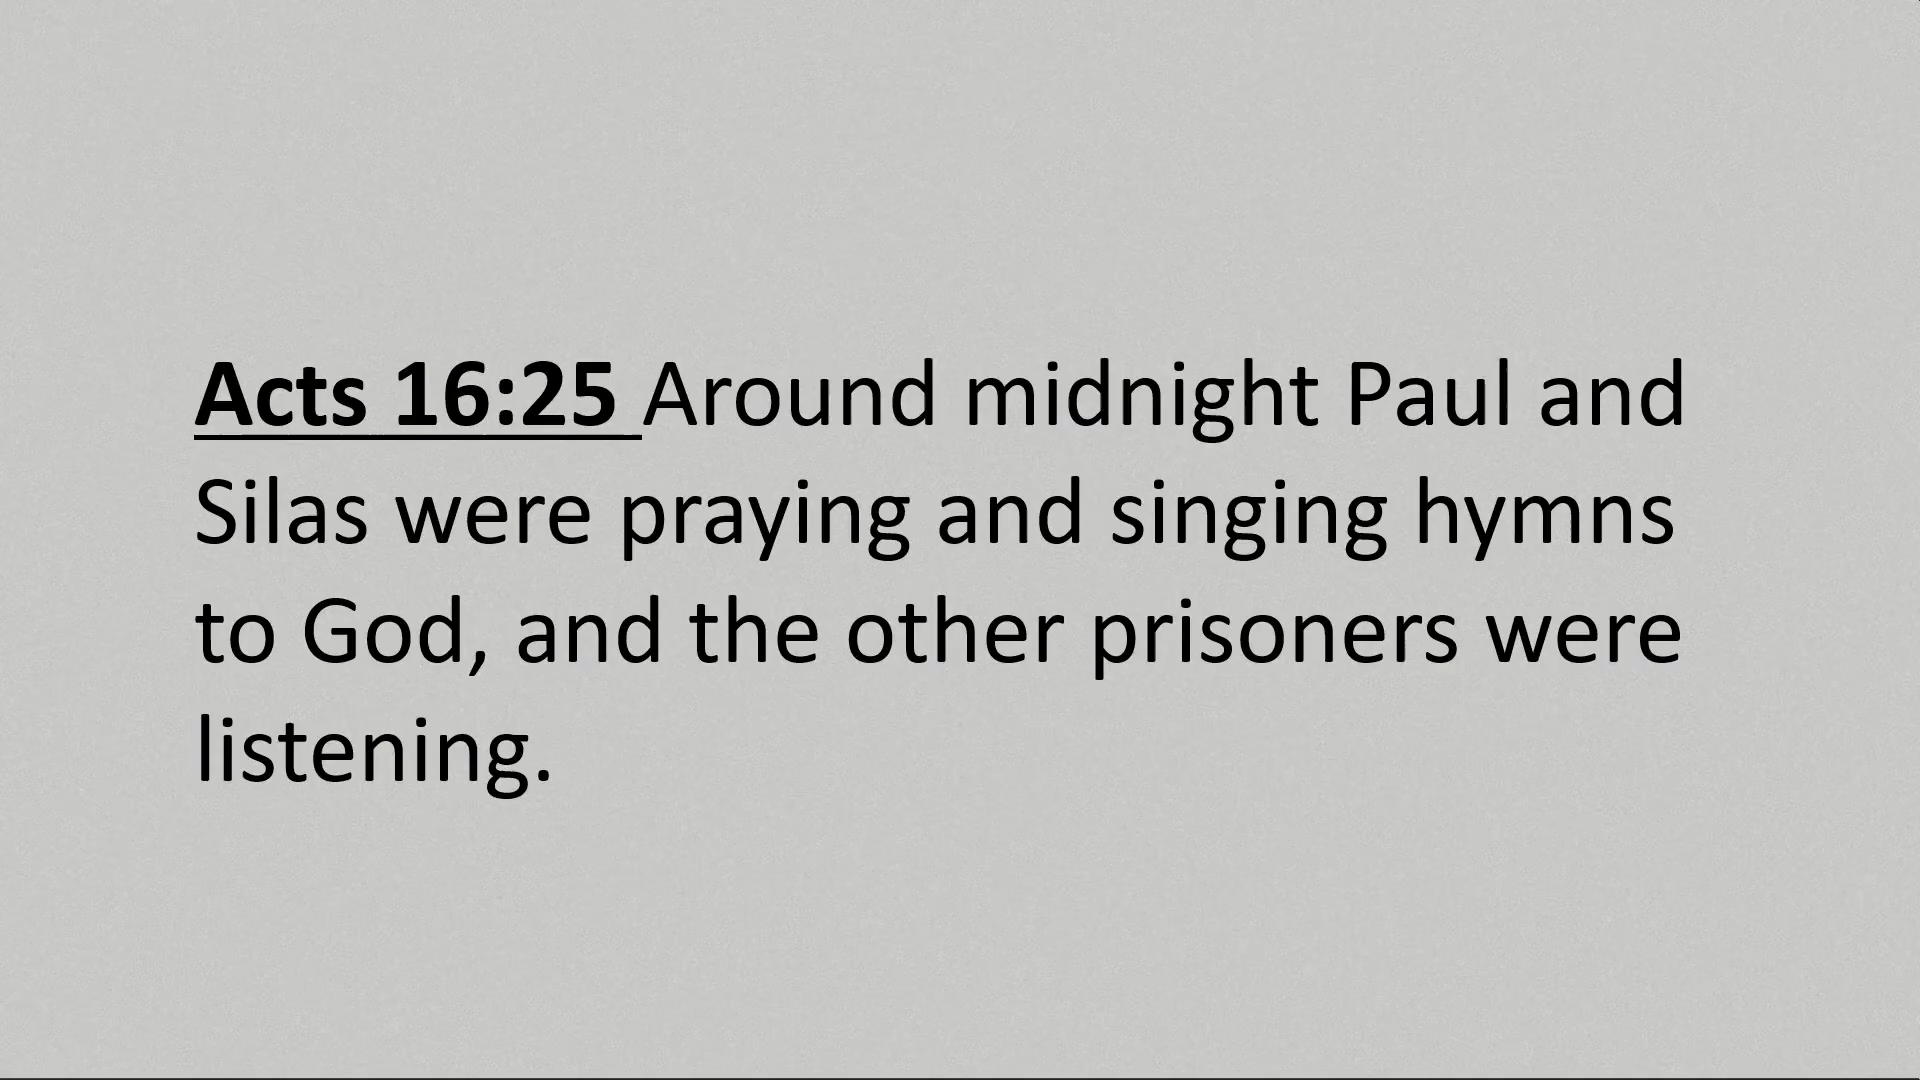 Acts 16:25 Around midnight Paul and
Silas were praying and singing hymns
to God, and the other prisoners were
listening.